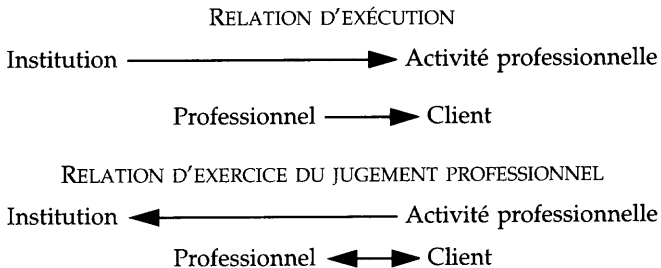 RELATION D'EXÉCUTION
Institution Activité professionnelle
Professionnel Client
RELATION D'EXERCICE DU JUGEMENT PROFESSIONNEL
Institution Activité professionnelle
Professionnel Client